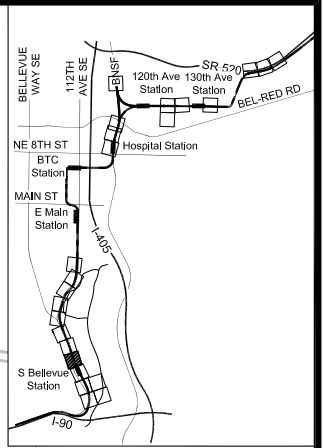 BELLEVUE
WAY SE
112TH
AVE SE
BNSF
SR 520
120th Ave
Station
130th Ave
Station
BEL-RED RD
NE 8TH ST
Hospital Station
BTC
Station
MAIN ST
E Main
Station
I-405
S Bellevue
Station
I-90